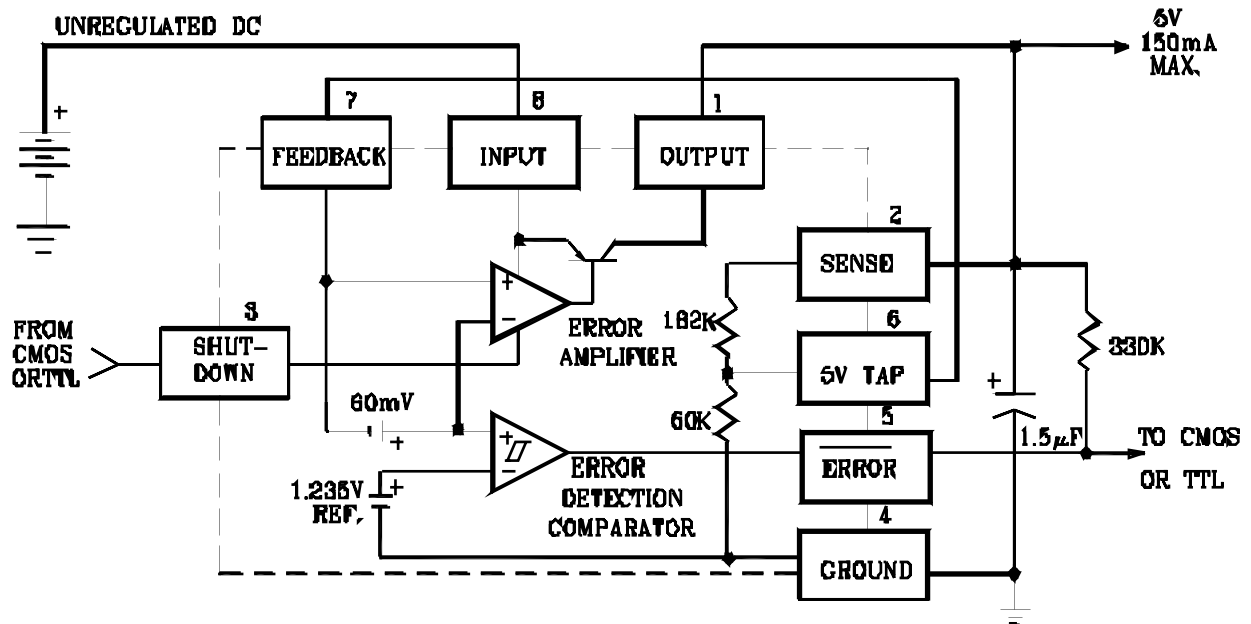 UNREGULATED DC
5V
150mA
MAX.
7
8
1
FEEDBACK
INPUT
OUTPUT
+
2
SENSE
3
FROM
CMOS
ORTTL
SHUT-
DOWN
+
−
ERROR
AMPLIFIER
182K
6
5V TAP
330K
60mV
+
60K
+
5
1.5μF
TO CMOS
OR TTL
+
−
ERROR
ERROR
DETECTION
COMPARATOR
1.235V
REF.
+
4
GROUND